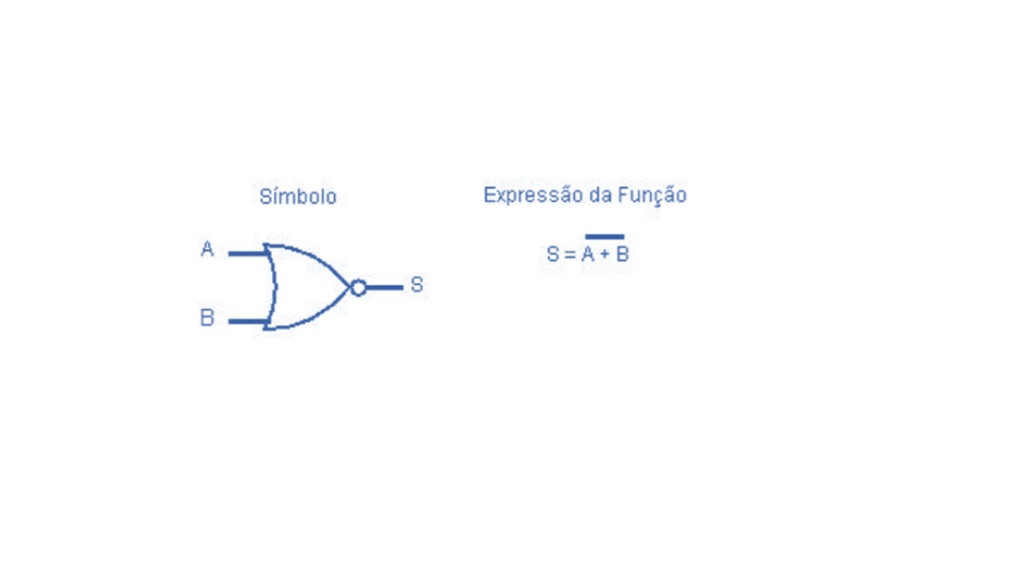 Símbolo
Expressão da Função
A
S = A + B
S
B